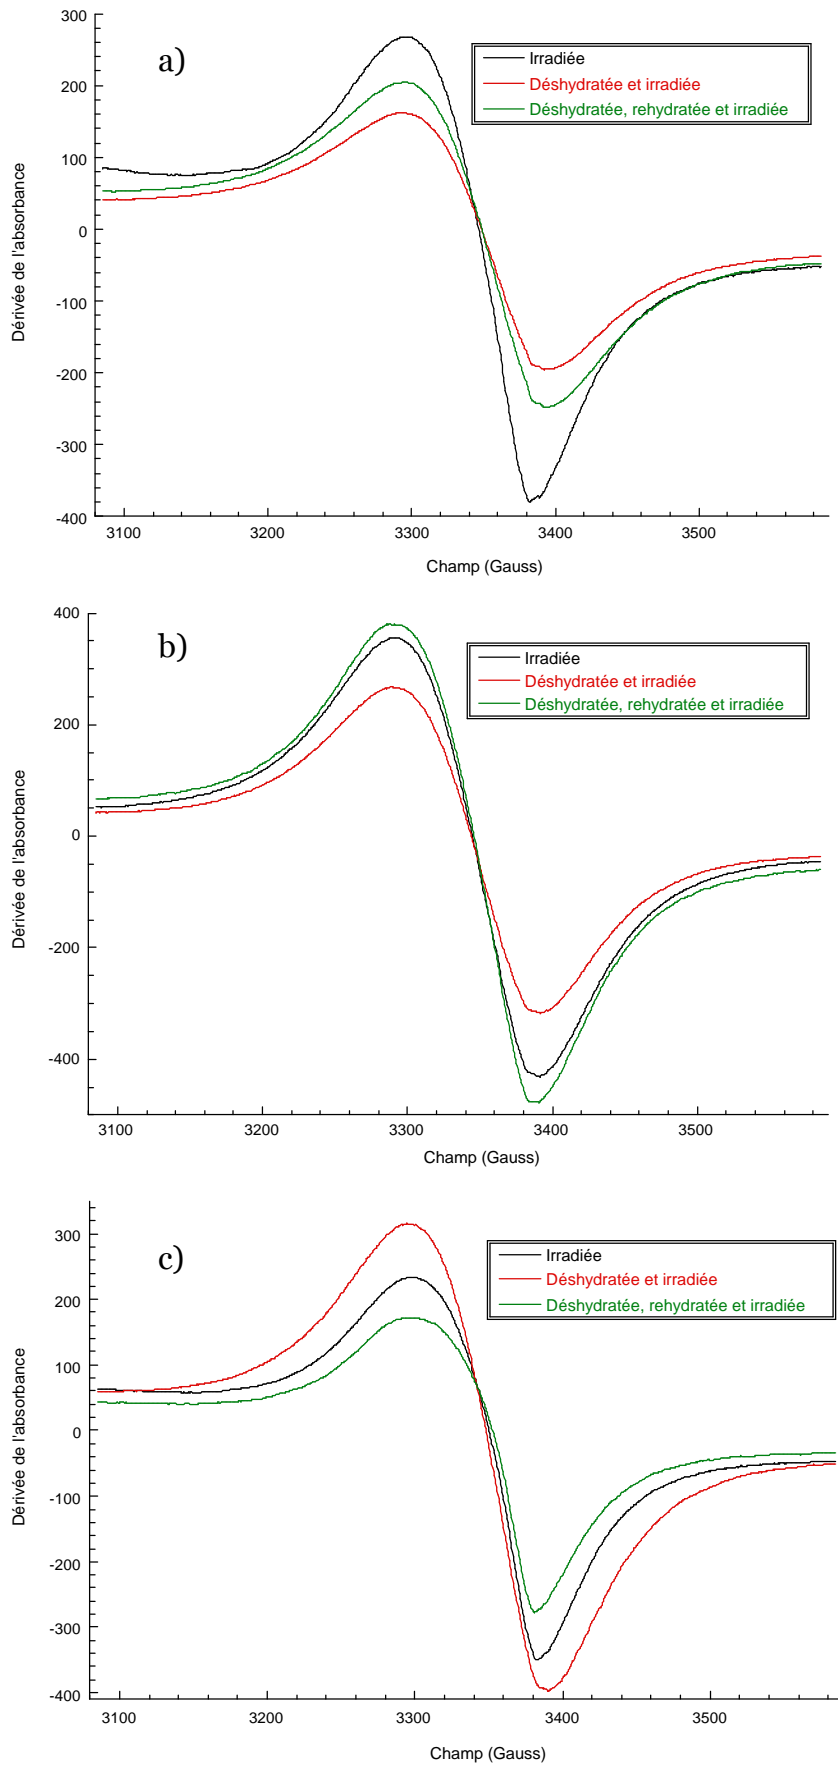 a)
Irradiée
Déshydratée et irradiée
Déshydratée, rehydratée et irradiée
Dérivée de l'absorbance
300
200
100
0
-100
-200
-300
-400
3100 3200 3300 3400 3500
Champ (Gauss)
b)
Irradiée
Déshydratée et irradiée
Déshydratée, rehydratée et irradiée
Dérivée de l'absorbance
400
200
0
-200
-400
3100 3200 3300 3400 3500
Champ (Gauss)
c)
Irradiée
Déshydratée et irradiée
Déshydratée, rehydratée et irradiée
Dérivée de l'absorbance
300
200
100
0
-100
-200
-300
-400
3100 3200 3300 3400 3500
Champ (Gauss)